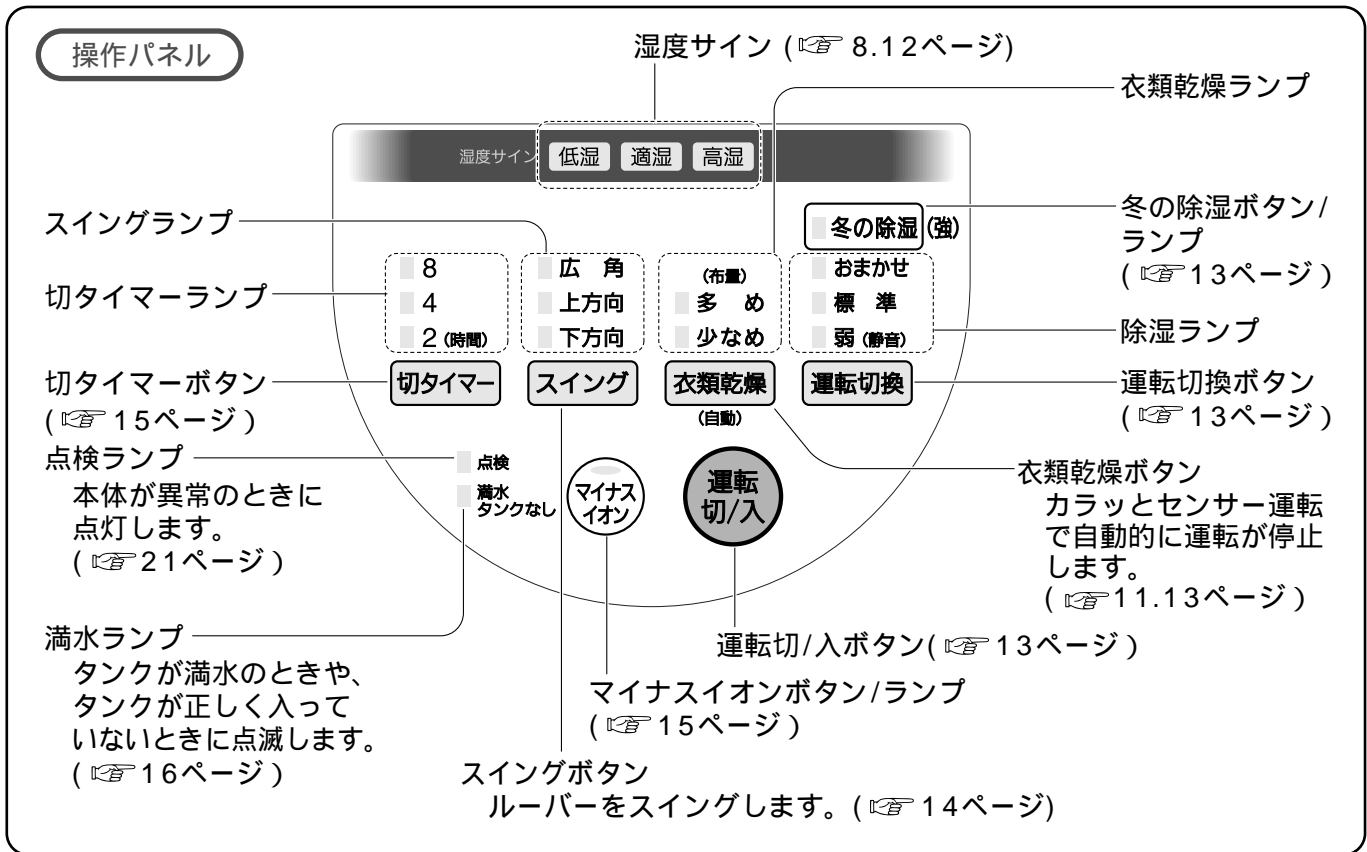 操作パネル
湿度サイン (☞ 8.12ページ)
衣類乾燥ランプ
湿度サイン 低湿 適湿 高湿
スイングランプ
冬の除湿 (強)
冬の除湿ボタン/
ランプ
(☞13ページ)
切タイマーランプ
8
4
2 (時間)
広 角
上方向
下方向
(布量)
多 め
少なめ
おまかせ
標 準
弱 (静音)
除湿ランプ
切タイマーボタン
(☞15ページ)
切タイマー
スイング
衣類乾燥
(自動)
運転切換
運転切換ボタン
(☞13ページ)
点検ランプ
本体が異常のときに
点灯します。
(☞21ページ)
点検
満水
タンクなし
マイナス
イオン
運転
切/入
衣類乾燥ボタン
カラッとセンサー運転
で自動的に運転が停止
します。
(☞11.13ページ)
満水ランプ
タンクが満水のときや、
タンクが正しく入って
いないときに点滅します。
(☞16ページ)
運転切/入ボタン(☞13ページ)
マイナスイオンボタン/ランプ
(☞15ページ)
スイングボタン
ルーバーをスイングします。(☞14ページ)